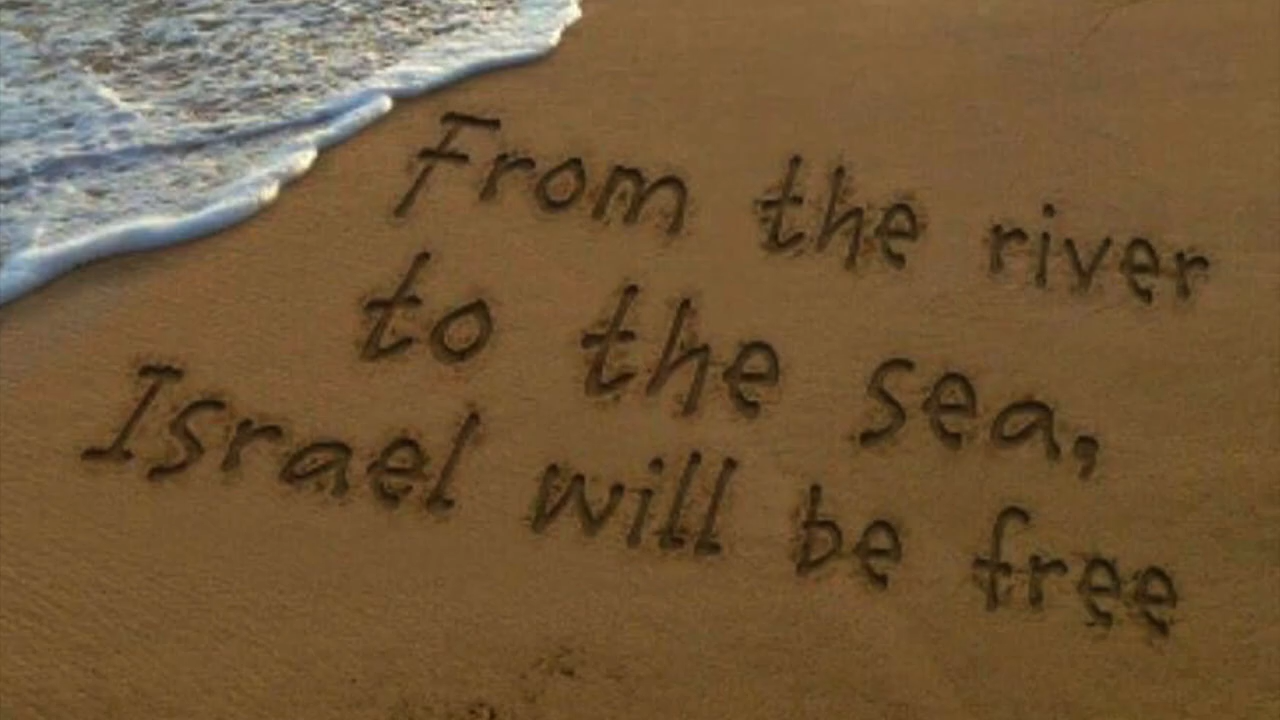 From the river
to the sea,
Israel will be free